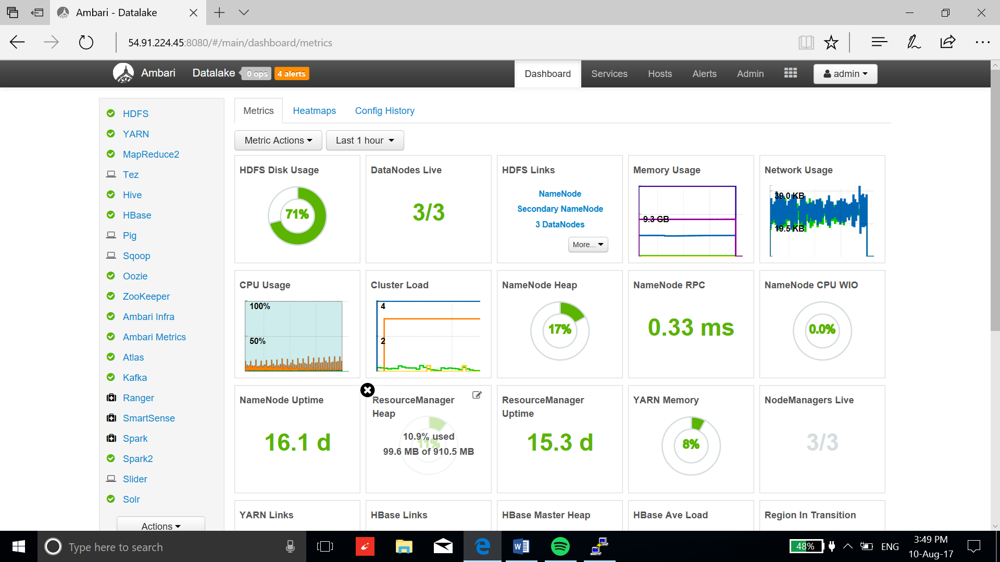 Ambari - Datalake
54.91.224.45:8080/#/main/dashboard/metrics
Ambari
Datalake
0 ops
4 alerts
Dashboard
Services
Hosts
Alerts
Admin
admin
HDFS
YARN
MapReduce2
Tez
Hive
HBase
Pig
Sqoop
Oozie
ZooKeeper
Ambari Infra
Ambari Metrics
Atlas
Kafka
Ranger
SmartSense
Spark
Spark2
Slider
Solr
Actions
Metrics
Heatmaps
Config History
Metric Actions
Last 1 hour
HDFS Disk Usage
71%
DataNodes Live
3/3
HDFS Links
NameNode
Secondary NameNode
3 DataNodes
More...
Memory Usage
9.3 GB
Network Usage
39.0 KB
19.5 KB
CPU Usage
100%
50%
Cluster Load
4
2
NameNode Heap
17%
NameNode RPC
0.33 ms
NameNode CPU WIO
0.0%
NameNode Uptime
16.1 d
ResourceManager
Heap
10.9% used
11%
99.6 MB of 910.5 MB
ResourceManager
Uptime
15.3 d
YARN Memory
8%
NodeManagers Live
3/3
YARN Links
HBase Links
HBase Master Heap
HBase Ave Load
Region In Transition
Type here to search
48%
ENG
3:49 PM
10-Aug-17